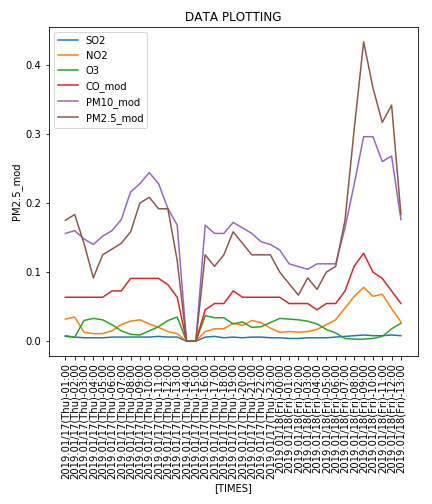 DATA PLOTTING
SO2
NO2
O3
CO_mod
PM10_mod
PM2.5_mod
PM2.5_mod
0.4
0.3
0.2
0.1
0.0
2019.01/17(Thu)-01:00
2019.01/17(Thu)-02:00
2019.01/17(Thu)-03:00
2019.01/17(Thu)-04:00
2019.01/17(Thu)-05:00
2019.01/17(Thu)-06:00
2019.01/17(Thu)-07:00
2019.01/17(Thu)-08:00
2019.01/17(Thu)-09:00
2019.01/17(Thu)-10:00
2019.01/17(Thu)-11:00
2019.01/17(Thu)-12:00
2019.01/17(Thu)-13:00
2019.01/17(Thu)-14:00
2019.01/17(Thu)-15:00
2019.01/17(Thu)-16:00
2019.01/17(Thu)-17:00
2019.01/17(Thu)-18:00
2019.01/17(Thu)-19:00
2019.01/17(Thu)-20:00
2019.01/17(Thu)-21:00
2019.01/17(Thu)-22:00
2019.01/17(Thu)-23:00
2019.01/18(Fri)-00:00
2019.01/18(Fri)-01:00
2019.01/18(Fri)-02:00
2019.01/18(Fri)-03:00
2019.01/18(Fri)-04:00
2019.01/18(Fri)-05:00
2019.01/18(Fri)-06:00
2019.01/18(Fri)-07:00
2019.01/18(Fri)-08:00
2019.01/18(Fri)-09:00
2019.01/18(Fri)-10:00
2019.01/18(Fri)-11:00
2019.01/18(Fri)-12:00
2019.01/18(Fri)-13:00
[TIMES]